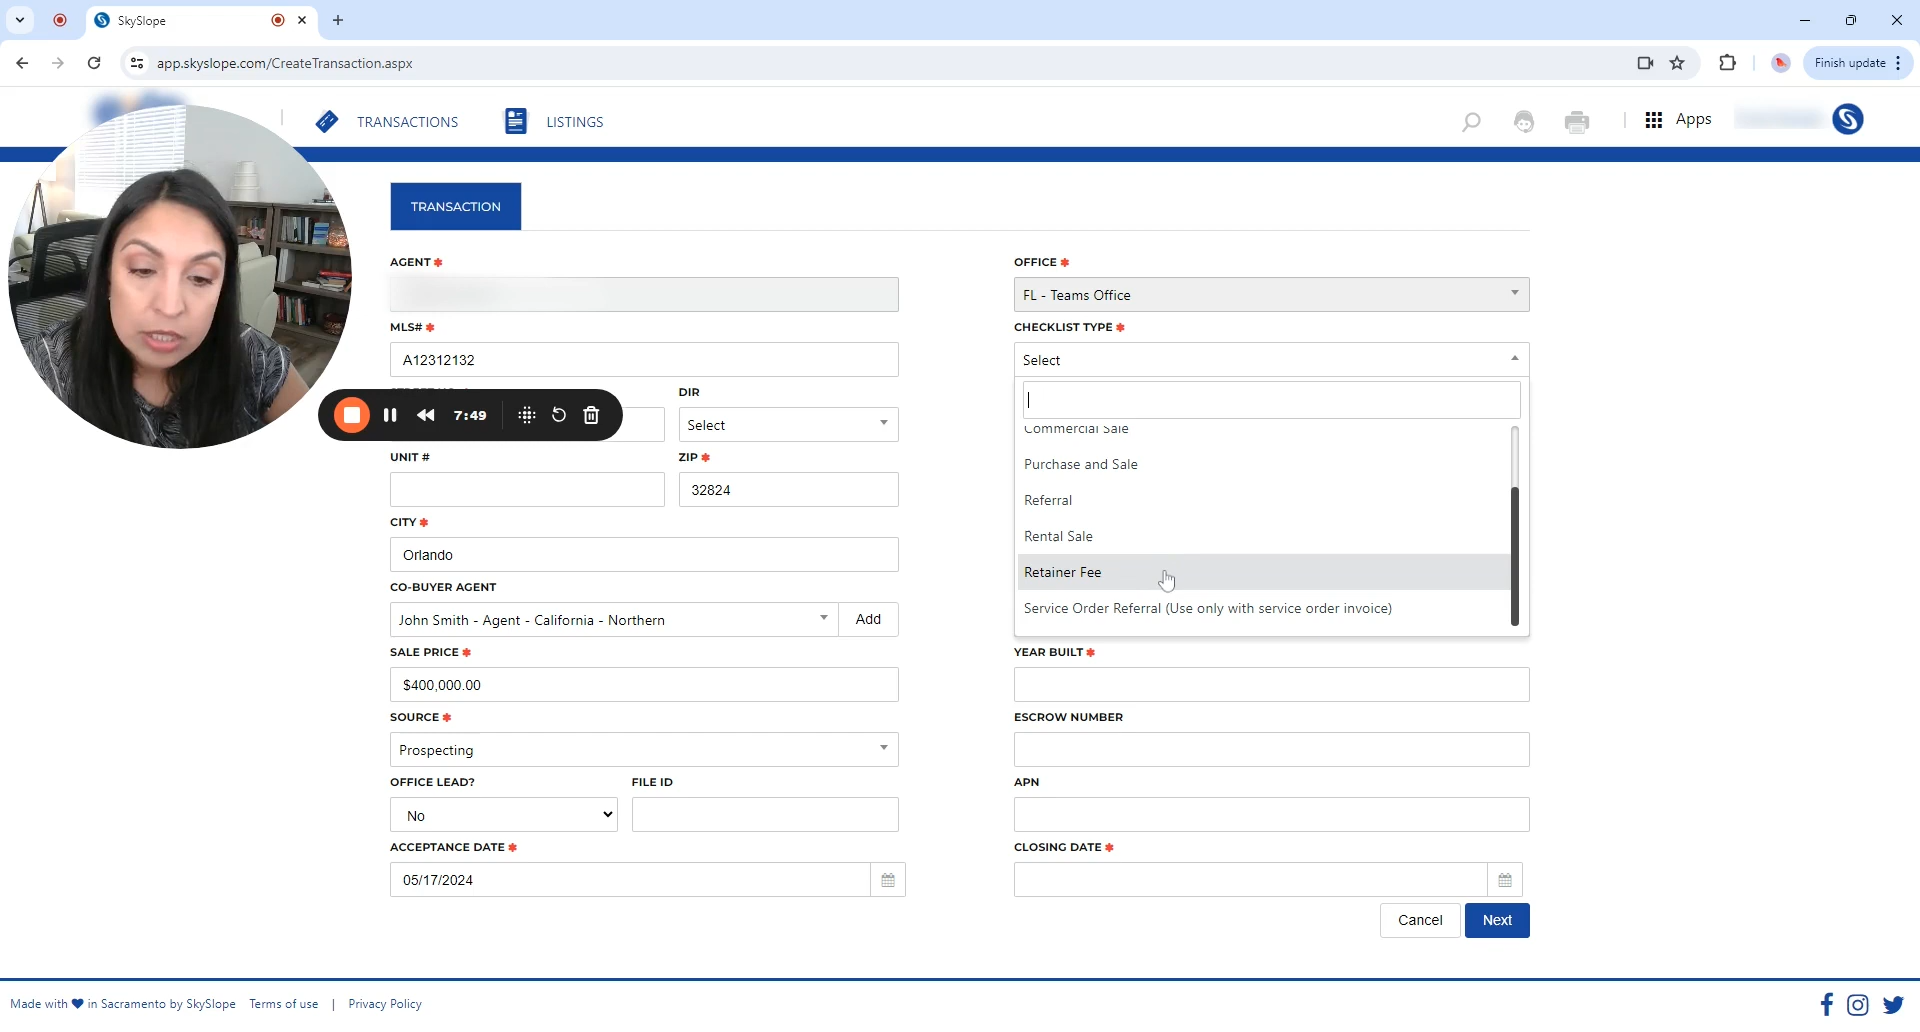 SkySlope
app.skyslope.com/CreateTransaction.aspx
Finish update
TRANSACTIONS
LISTINGS
Apps
TRANSACTION
AGENT *
OFFICE *
FL - Teams Office
MLS# *
CHECKLIST TYPE *
A12312132
Select
DIR
7:49
Select
Commercial Sale
UNIT #
ZIP *
Purchase and Sale
32824
Referral
CITY *
Rental Sale
Orlando
Retainer Fee
CO-BUYER AGENT
Service Order Referral (Use only with service order invoice)
John Smith - Agent - California - Northern
Add
SALE PRICE *
YEAR BUILT *
$400,000.00
SOURCE *
ESCROW NUMBER
Prospecting
OFFICE LEAD?
FILE ID
APN
No
ACCEPTANCE DATE *
CLOSING DATE *
05/17/2024
Cancel
Next
Made with ♥ in Sacramento by SkySlope
Terms of use | Privacy Policy